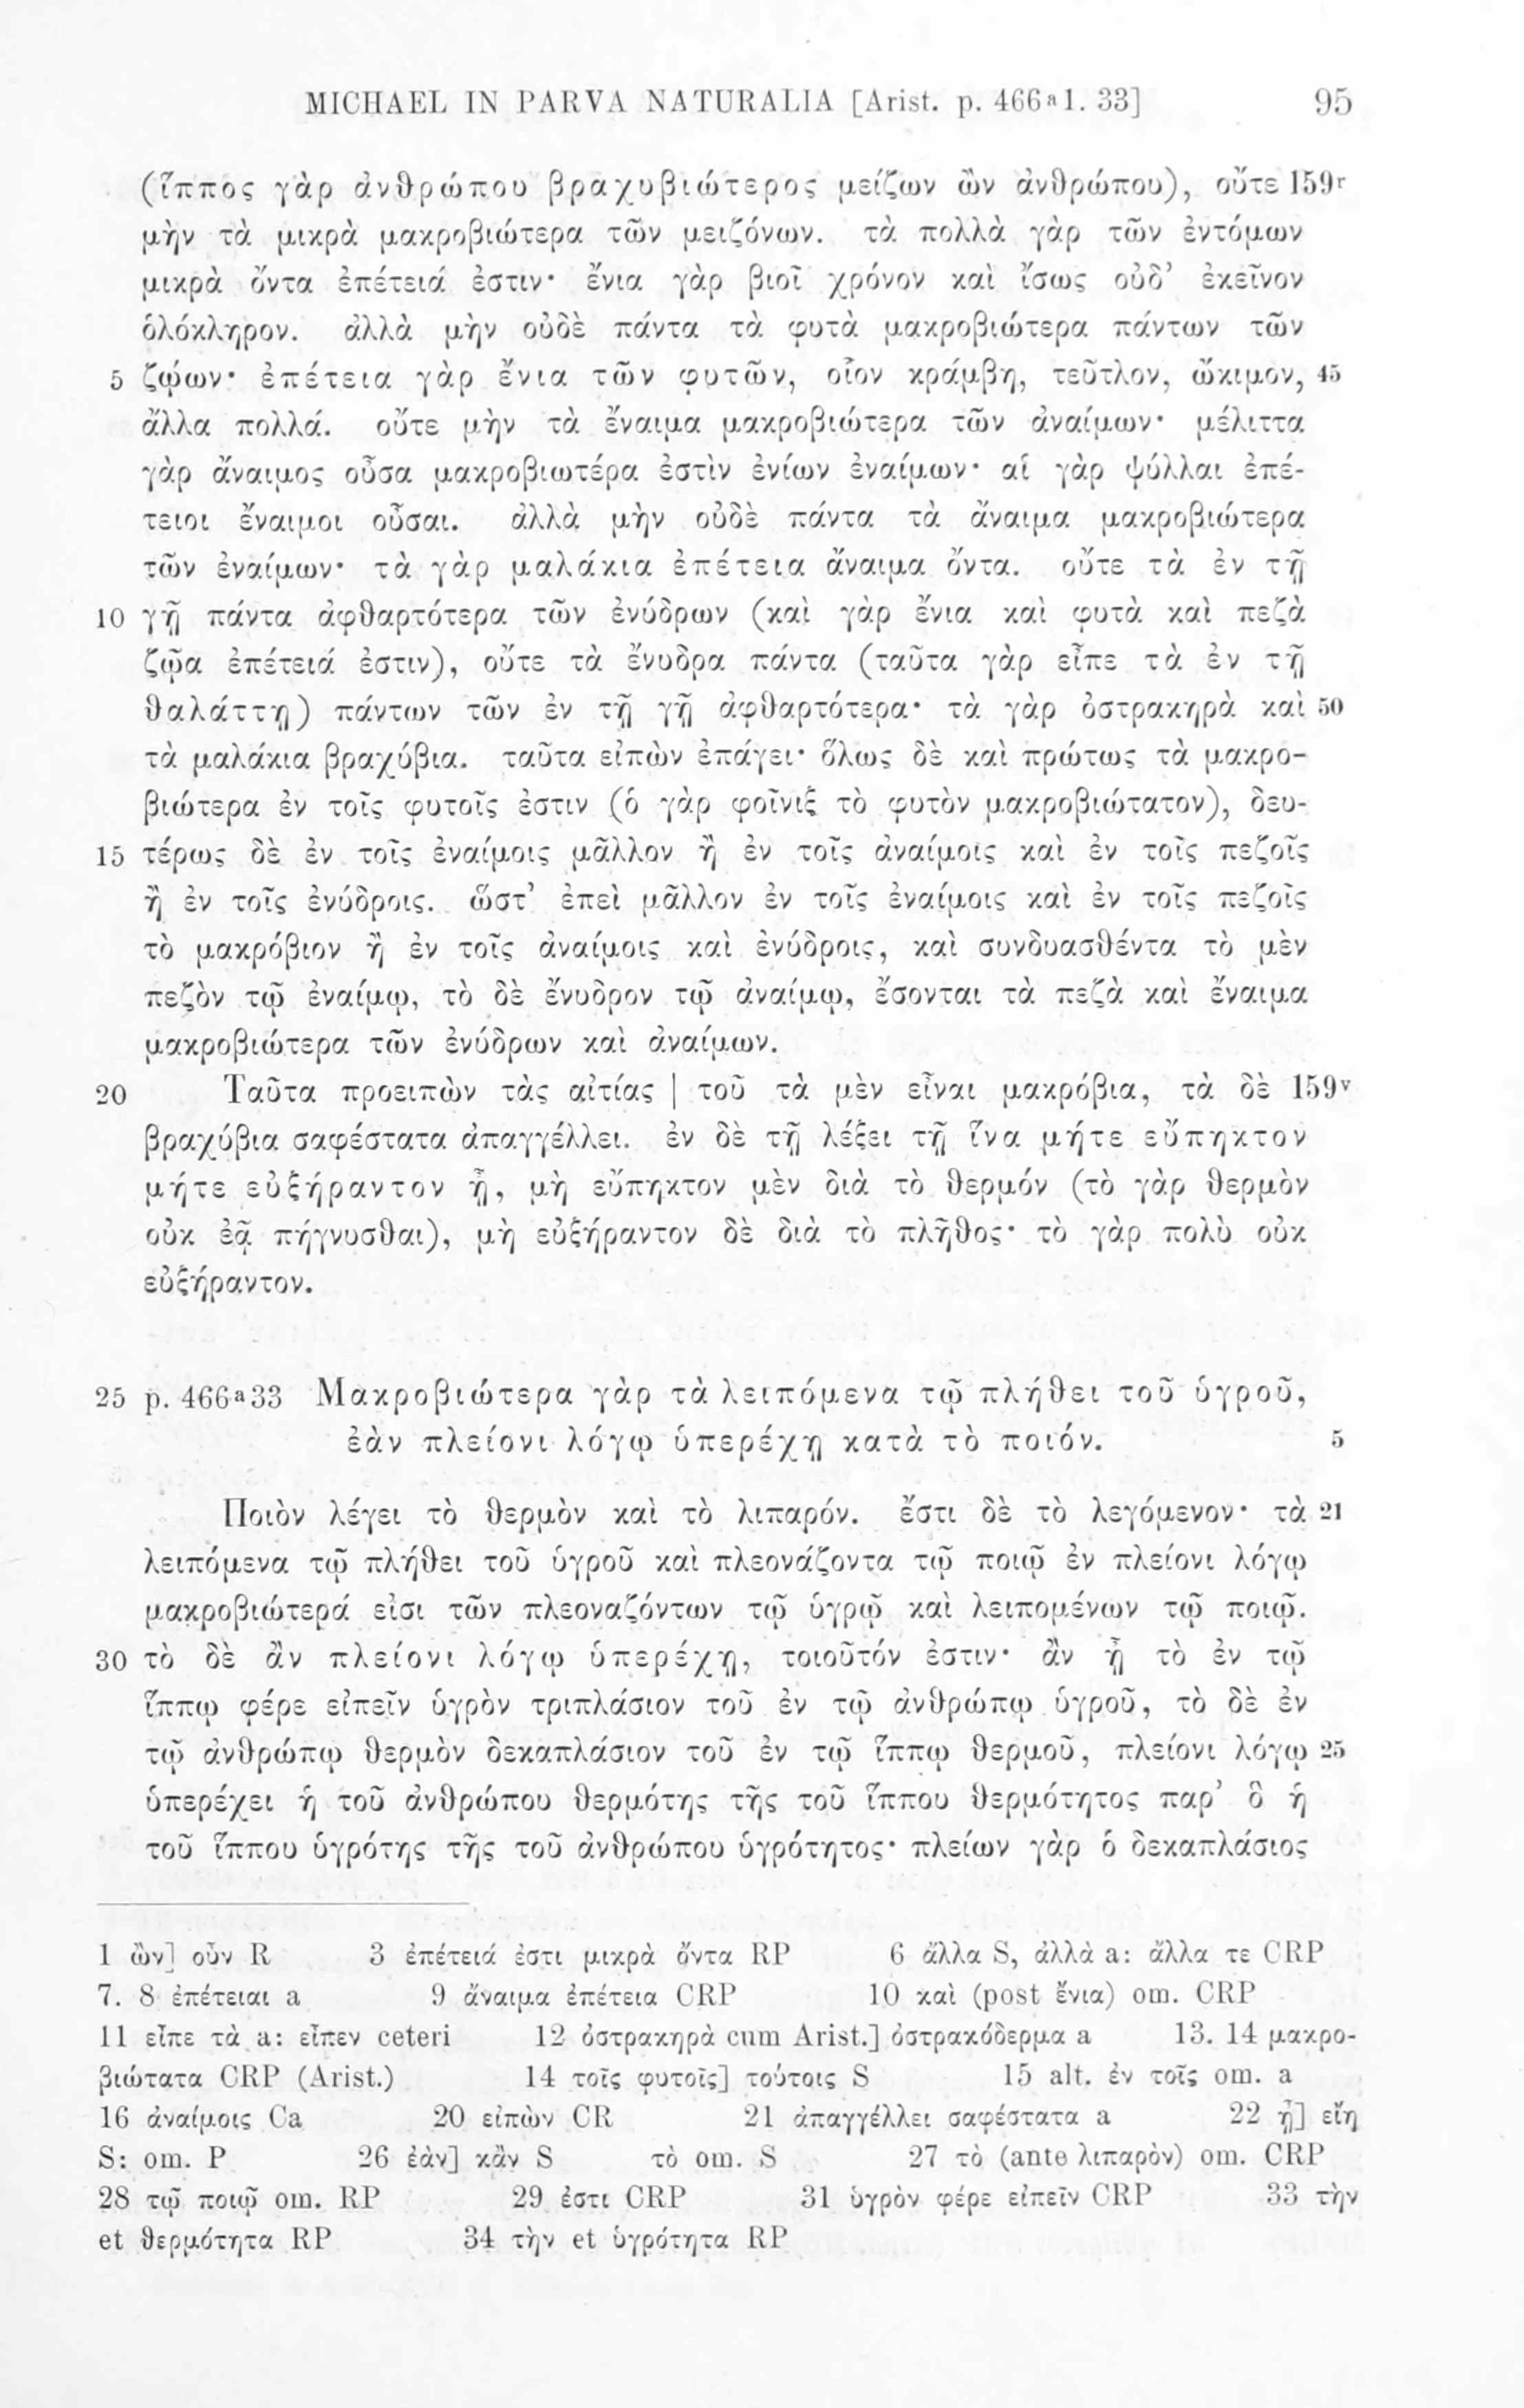 MICHAEL IN PARVA NATURALIA [Arist. p. 466ᵃ1. 33] 95
(ἵππος γὰρ ἀνθρώπου βραχυβιώτερος μείζων ὢν ἀνθρώπου), οὔτε 159ʳ
μὴν τὰ μικρὰ μακροβιώτερα τῶν μειζόνων. τὰ πολλὰ γὰρ τῶν ἐντόμων
μικρὰ ὄντα ἐπέτειά ἐστιν· ἔνια γὰρ βιοῖ χρόνον καὶ ἴσως οὐδ’ ἐκεῖνον
ὁλόκληρον. ἀλλὰ μὴν οὐδὲ πάντα τὰ φυτὰ μακροβιώτερα πάντων τῶν
5 ζῴων· ἐπέτεια γὰρ ἔνια τῶν φυτῶν, οἷον κράμβη, τεῦτλον, ὤκιμον, 45
ἄλλα πολλά. οὔτε μὴν τὰ ἔναιμα μακροβιώτερα τῶν ἀναίμων· μέλιττα
γὰρ ἄναιμος οὖσα μακροβιωτέρα ἐστὶν ἐνίων ἐναίμων· αἱ γὰρ ψύλλαι ἐπέ-
τειοι ἔναιμοι οὖσαι. ἀλλὰ μὴν οὐδὲ πάντα τὰ ἄναιμα μακροβιώτερα
τῶν ἐναίμων· τὰ γὰρ μαλάκια ἐπέτεια ἄναιμα ὄντα. οὔτε τὰ ἐν τῇ
10 γῇ πάντα ἀφθαρτότερα τῶν ἐνύδρων (καὶ γὰρ ἔνια καὶ φυτὰ καὶ πεζὰ
ζῷα ἐπέτειά ἐστιν), οὔτε τὰ ἔνυδρα πάντα (ταῦτα γὰρ εἶπε τὰ ἐν τῇ
θαλάττῃ) πάντων τῶν ἐν τῇ γῇ ἀφθαρτότερα· τὰ γὰρ ὀστρακηρὰ καὶ 50
τὰ μαλάκια βραχύβια. ταῦτα εἰπὼν ἐπάγει· ὅλως δὲ καὶ πρώτως τὰ μακρο-
βιώτερα ἐν τοῖς φυτοῖς ἐστιν (ὁ γὰρ φοῖνιξ τὸ φυτὸν μακροβιώτατον), δευ-
15 τέρως δὲ ἐν τοῖς ἐναίμοις μᾶλλον ἢ ἐν τοῖς ἀναίμοις καὶ ἐν τοῖς πεζοῖς
ἢ ἐν τοῖς ἐνύδροις. ὥστ’ ἐπεὶ μᾶλλον ἐν τοῖς ἐναίμοις καὶ ἐν τοῖς πεζοῖς
τὸ μακρόβιον ἢ ἐν τοῖς ἀναίμοις καὶ ἐνύδροις, καὶ συνδυασθέντα τὸ μὲν
πεζὸν τῷ ἐναίμῳ, τὸ δὲ ἔνυδρον τῷ ἀναίμῳ, ἔσονται τὰ πεζὰ καὶ ἔναιμα
μακροβιώτερα τῶν ἐνύδρων καὶ ἀναίμων.
20 Ταῦτα προειπὼν τὰς αἰτίας | τοῦ τὰ μὲν εἶναι μακρόβια, τὰ δὲ 159ᵛ
βραχύβια σαφέστατα ἀπαγγέλλει. ἐν δὲ τῇ λέξει τῇ ἵνα μήτε εὔπηκτον
μήτε εὐξήραντον ᾖ, μὴ εὔπηκτον μὲν διὰ τὸ θερμόν (τὸ γὰρ θερμὸν
οὐκ ἐᾷ πήγνυσθαι), μὴ εὐξήραντον δὲ διὰ τὸ πλῆθος· τὸ γὰρ πολὺ οὐκ
εὐξήραντον.
25 p. 466ᵃ33 Μακροβιώτερα γὰρ τὰ λειπόμενα τῷ πλήθει τοῦ ὑγροῦ,
ἐὰν πλείονι λόγῳ ὑπερέχῃ κατὰ τὸ ποιόν. 5
Ποιὸν λέγει τὸ θερμὸν καὶ τὸ λιπαρόν. ἔστι δὲ τὸ λεγόμενον· τὰ 21
λειπόμενα τῷ πλήθει τοῦ ὑγροῦ καὶ πλεονάζοντα τῷ ποιῷ ἐν πλείονι λόγῳ
μακροβιώτερά εἰσι τῶν πλεοναζόντων τῷ ὑγρῷ καὶ λειπομένων τῷ ποιῷ.
30 τὸ δὲ ἂν πλείονι λόγῳ ὑπερέχῃ, τοιοῦτόν ἐστιν· ἂν ᾖ τὸ ἐν τῷ
ἵππῳ φέρε εἰπεῖν ὑγρὸν τριπλάσιον τοῦ ἐν τῷ ἀνθρώπῳ ὑγροῦ, τὸ δὲ ἐν
τῷ ἀνθρώπῳ θερμὸν δεκαπλάσιον τοῦ ἐν τῷ ἵππῳ θερμοῦ, πλείονι λόγῳ 25
ὑπερέχει ἡ τοῦ ἀνθρώπου θερμότης τῆς τοῦ ἵππου θερμότητος παρ’ ὃ ἡ
τοῦ ἵππου ὑγρότης τῆς τοῦ ἀνθρώπου ὑγρότητος· πλείων γὰρ ὁ δεκαπλάσιος
1 ὢν] οὖν R 3 ἐπέτειά ἐστι μικρὰ ὄντα RP 6 ἄλλα S, ἀλλὰ a: ἄλλα τε CRP
7. 8 ἐπέτειαι a 9 ἄναιμα ἐπέτεια CRP 10 καὶ (post ἔνια) om. CRP
11 εἶπε τὰ a: εἶπεν ceteri 12 ὀστρακηρὰ cum Arist.] ὀστρακόδερμα a 13. 14 μακρο-
βιώτατα CRP (Arist.) 14 τοῖς φυτοῖς] τούτοις S 15 alt. ἐν τοῖς om. a
16 ἀναίμοις Ca 20 εἰπὼν CR 21 ἀπαγγέλλει σαφέστατα a 22 ᾖ] εἴη
S: om. P 26 ἐὰν] κἂν S τὸ om. S 27 τὸ (ante λιπαρὸν) om. CRP
28 τῷ ποιῷ om. RP 29 ἐστι CRP 31 ὑγρὸν φέρε εἰπεῖν CRP 33 τὴν
et θερμότητα RP 34 τὴν et ὑγρότητα RP